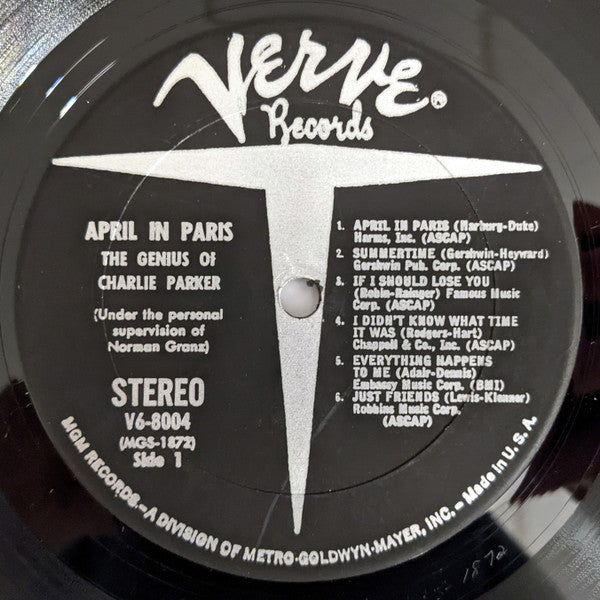 Verve®
Records
APRIL IN PARIS
THE GENIUS Of
CHARLIE PARKER
(Under the personal
supervision of
Norman Granz)
STEREO
V6-8004
(MGS-1872)
Side 1
1. APRIL IN PARIS (Harburg-Duke)
Harms, Inc. (ASCAP)
2. SUMMERTIME (Gershwin-Heyward)
Gershwin Pub. Corp. (ASCAP)
3. IF I SHOULD LOSE YOU
(Robin-Rainger) Famous Music
Corp. (ASCAP)
4. I DIDN'T KNOW WHAT TIME
IT WAS (Rodgers-Hart)
Chappell & Co., Inc. (ASCAP)
5. EVERYTHING HAPPENS
TO ME (Adair-Dennis)
Embassy Music Corp. (BMI)
6. JUST FRIENDS (Lewis-Klenner)
Robbins Music Corp.
(ASCAP)
MGM RECORDS.–A DIVISION OF METRO-GOLDWYN-MAYER, INC.–Made in U.S.A.
1872